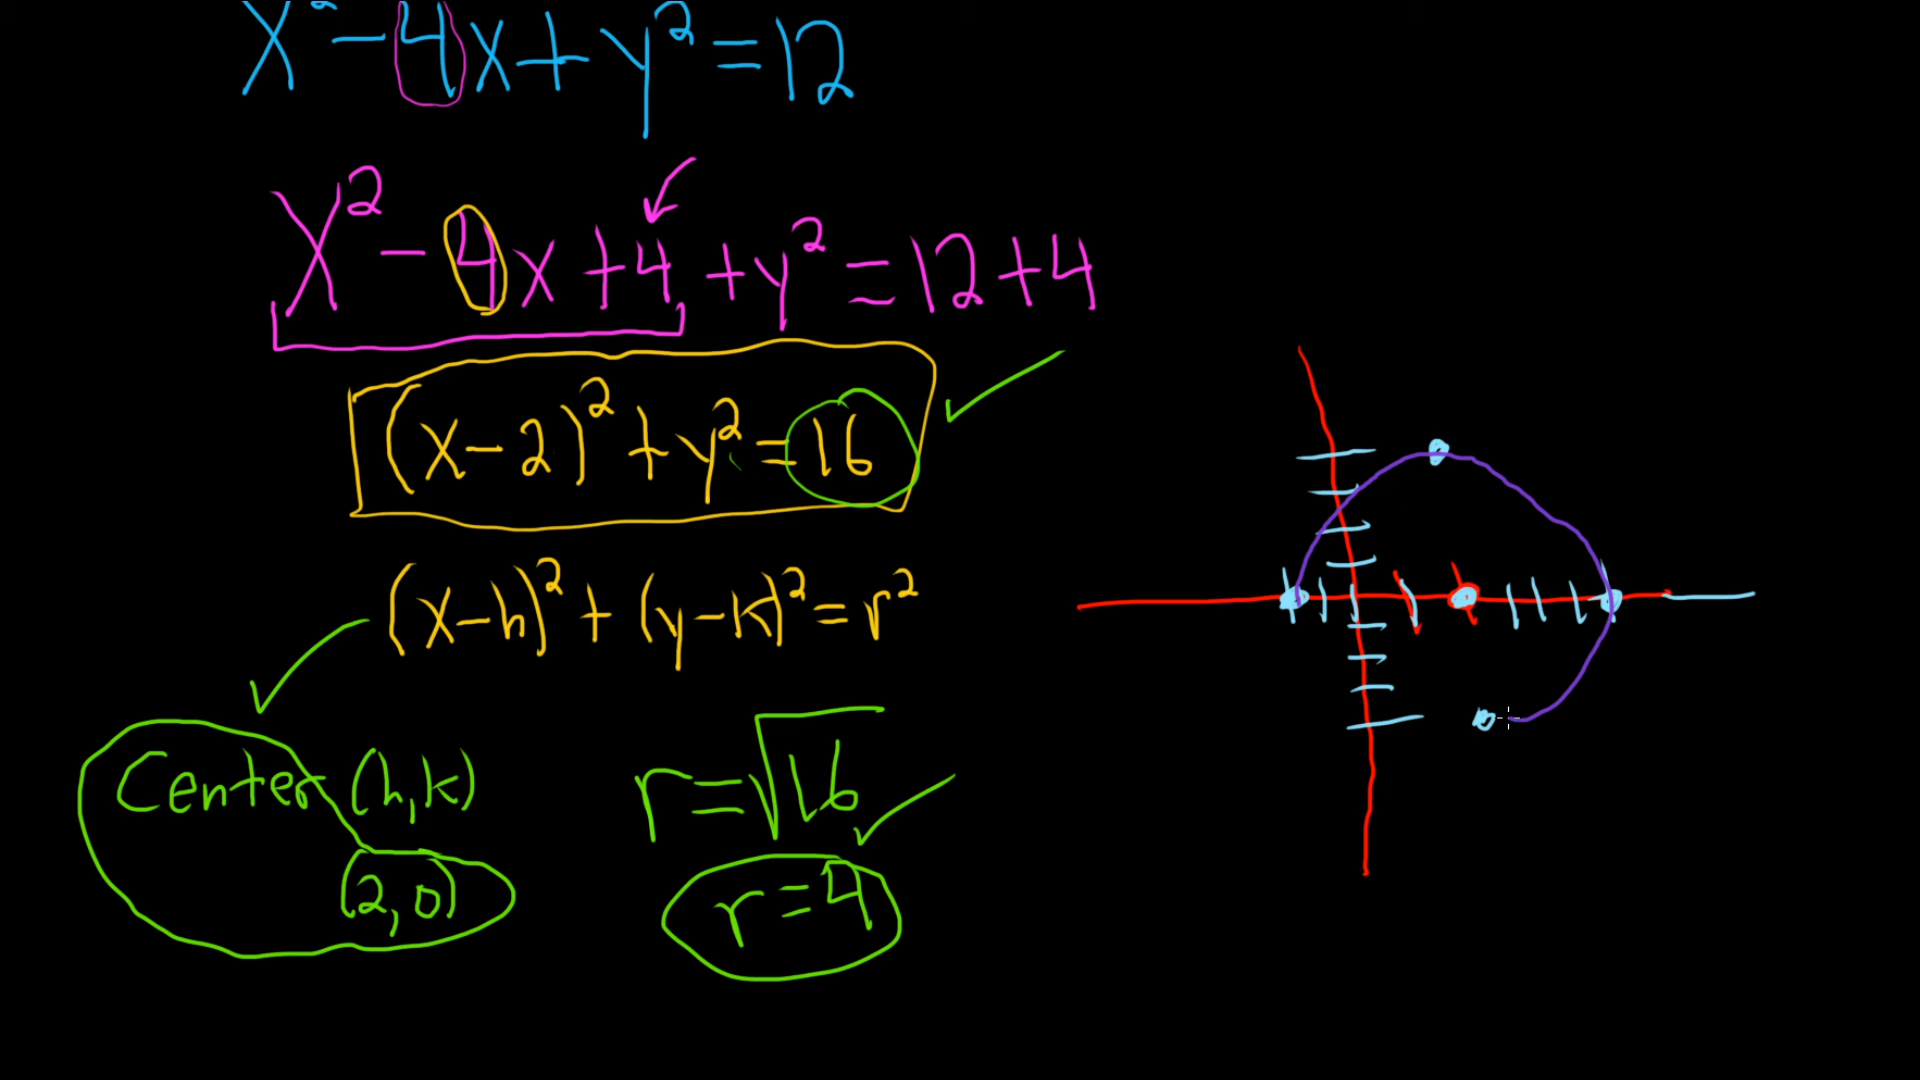 x² - 4x + y² = 12
x² - 4x + 4 + y² = 12 + 4
(x - 2)² + y² = 16
(x - h)² + (y - k)² = r²
Center (h, k)
(2, 0)
r = √16
r = 4